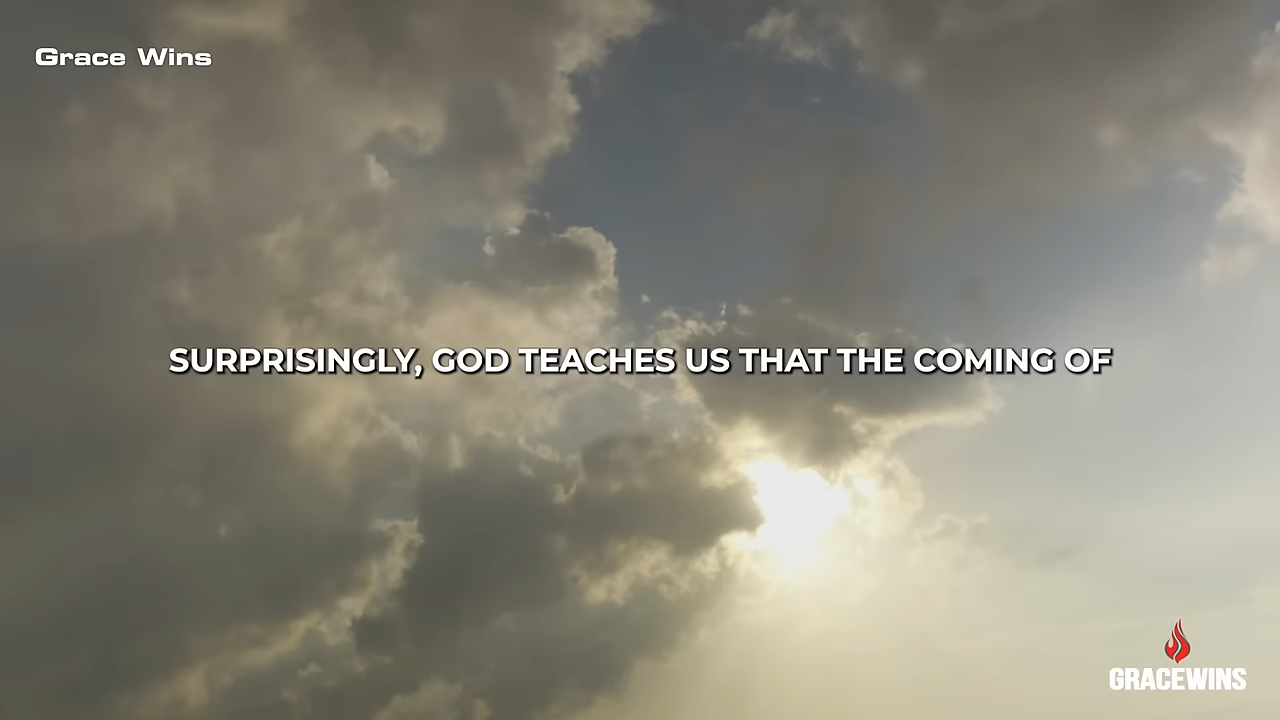 Grace Wins
SURPRISINGLY, GOD TEACHES US THAT THE COMING OF
GRACEWINS